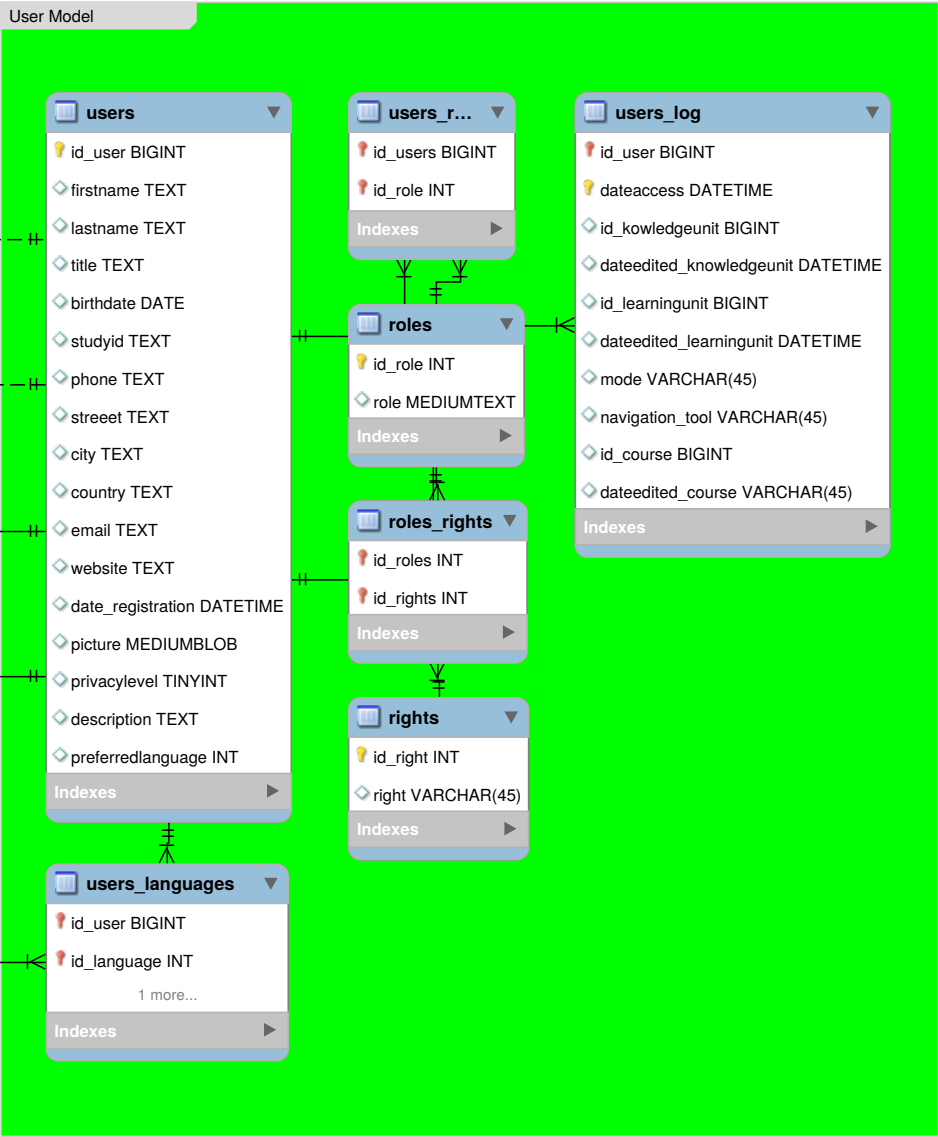 User Model
users
id_user BIGINT
firstname TEXT
lastname TEXT
title TEXT
birthdate DATE
studyid TEXT
phone TEXT
streeet TEXT
city TEXT
country TEXT
email TEXT
website TEXT
date_registration DATETIME
picture MEDIUMBLOB
privacylevel TINYINT
description TEXT
preferredlanguage INT
Indexes
users_languages
id_user BIGINT
id_language INT
1 more...
Indexes
users_r...
id_users BIGINT
id_role INT
Indexes
roles
id_role INT
role MEDIUMTEXT
Indexes
roles_rights
id_roles INT
id_rights INT
Indexes
rights
id_right INT
right VARCHAR(45)
Indexes
users_log
id_user BIGINT
dateaccess DATETIME
id_kowledgeunit BIGINT
dateedited_knowledgeunit DATETIME
id_learningunit BIGINT
dateedited_learningunit DATETIME
mode VARCHAR(45)
navigation_tool VARCHAR(45)
id_course BIGINT
dateedited_course VARCHAR(45)
Indexes